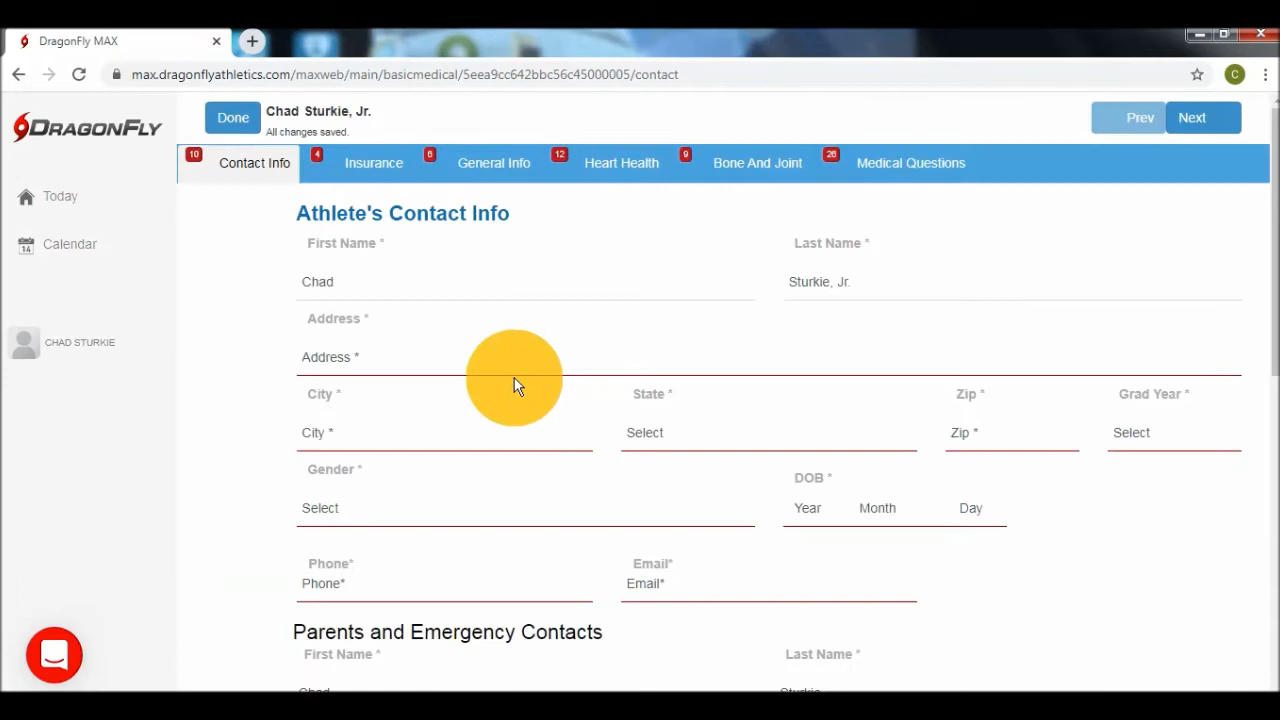 DragonFly MAX
max.dragonflyathletics.com/maxweb/main/basicmedical/5eea9cc642bbc56c45000005/contact
C
DRAGONFLY
Done
Chad Sturkie, Jr.
All changes saved.
Prev
Next
10 Contact Info
4 Insurance
6 General Info
12 Heart Health
9 Bone And Joint
26 Medical Questions
Today
14 Calendar
CHAD STURKIE
Athlete's Contact Info
First Name * Last Name *
Chad Sturkie, Jr.
Address *
Address *
City * State * Zip * Grad Year *
City * Select Zip * Select
Gender * DOB *
Select Year Month Day
Phone* Email*
Phone* Email*
Parents and Emergency Contacts
First Name * Last Name *
Chad Sturkie